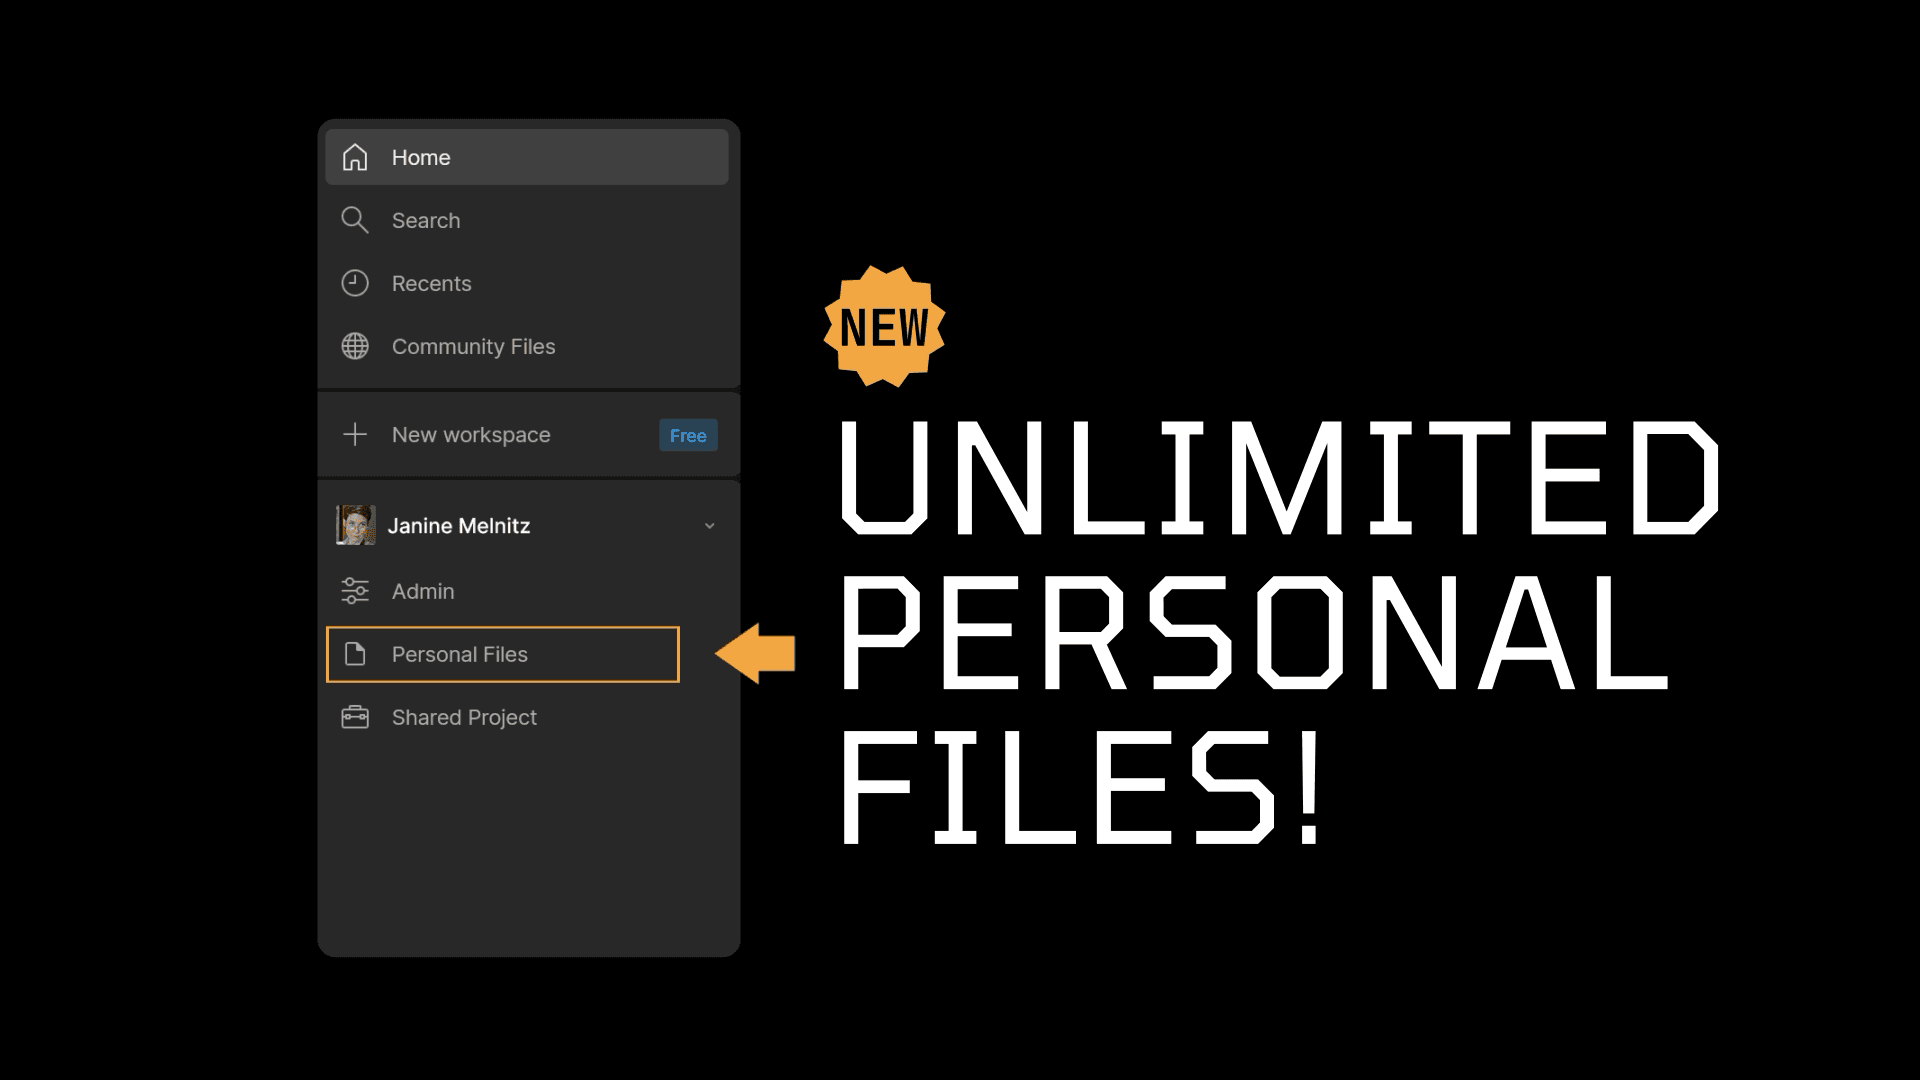 Home
Search
Recents
Community Files
New workspace Free
Janine Melnitz
Admin
Personal Files
Shared Project
NEW
UNLIMITED
PERSONAL
FILES!